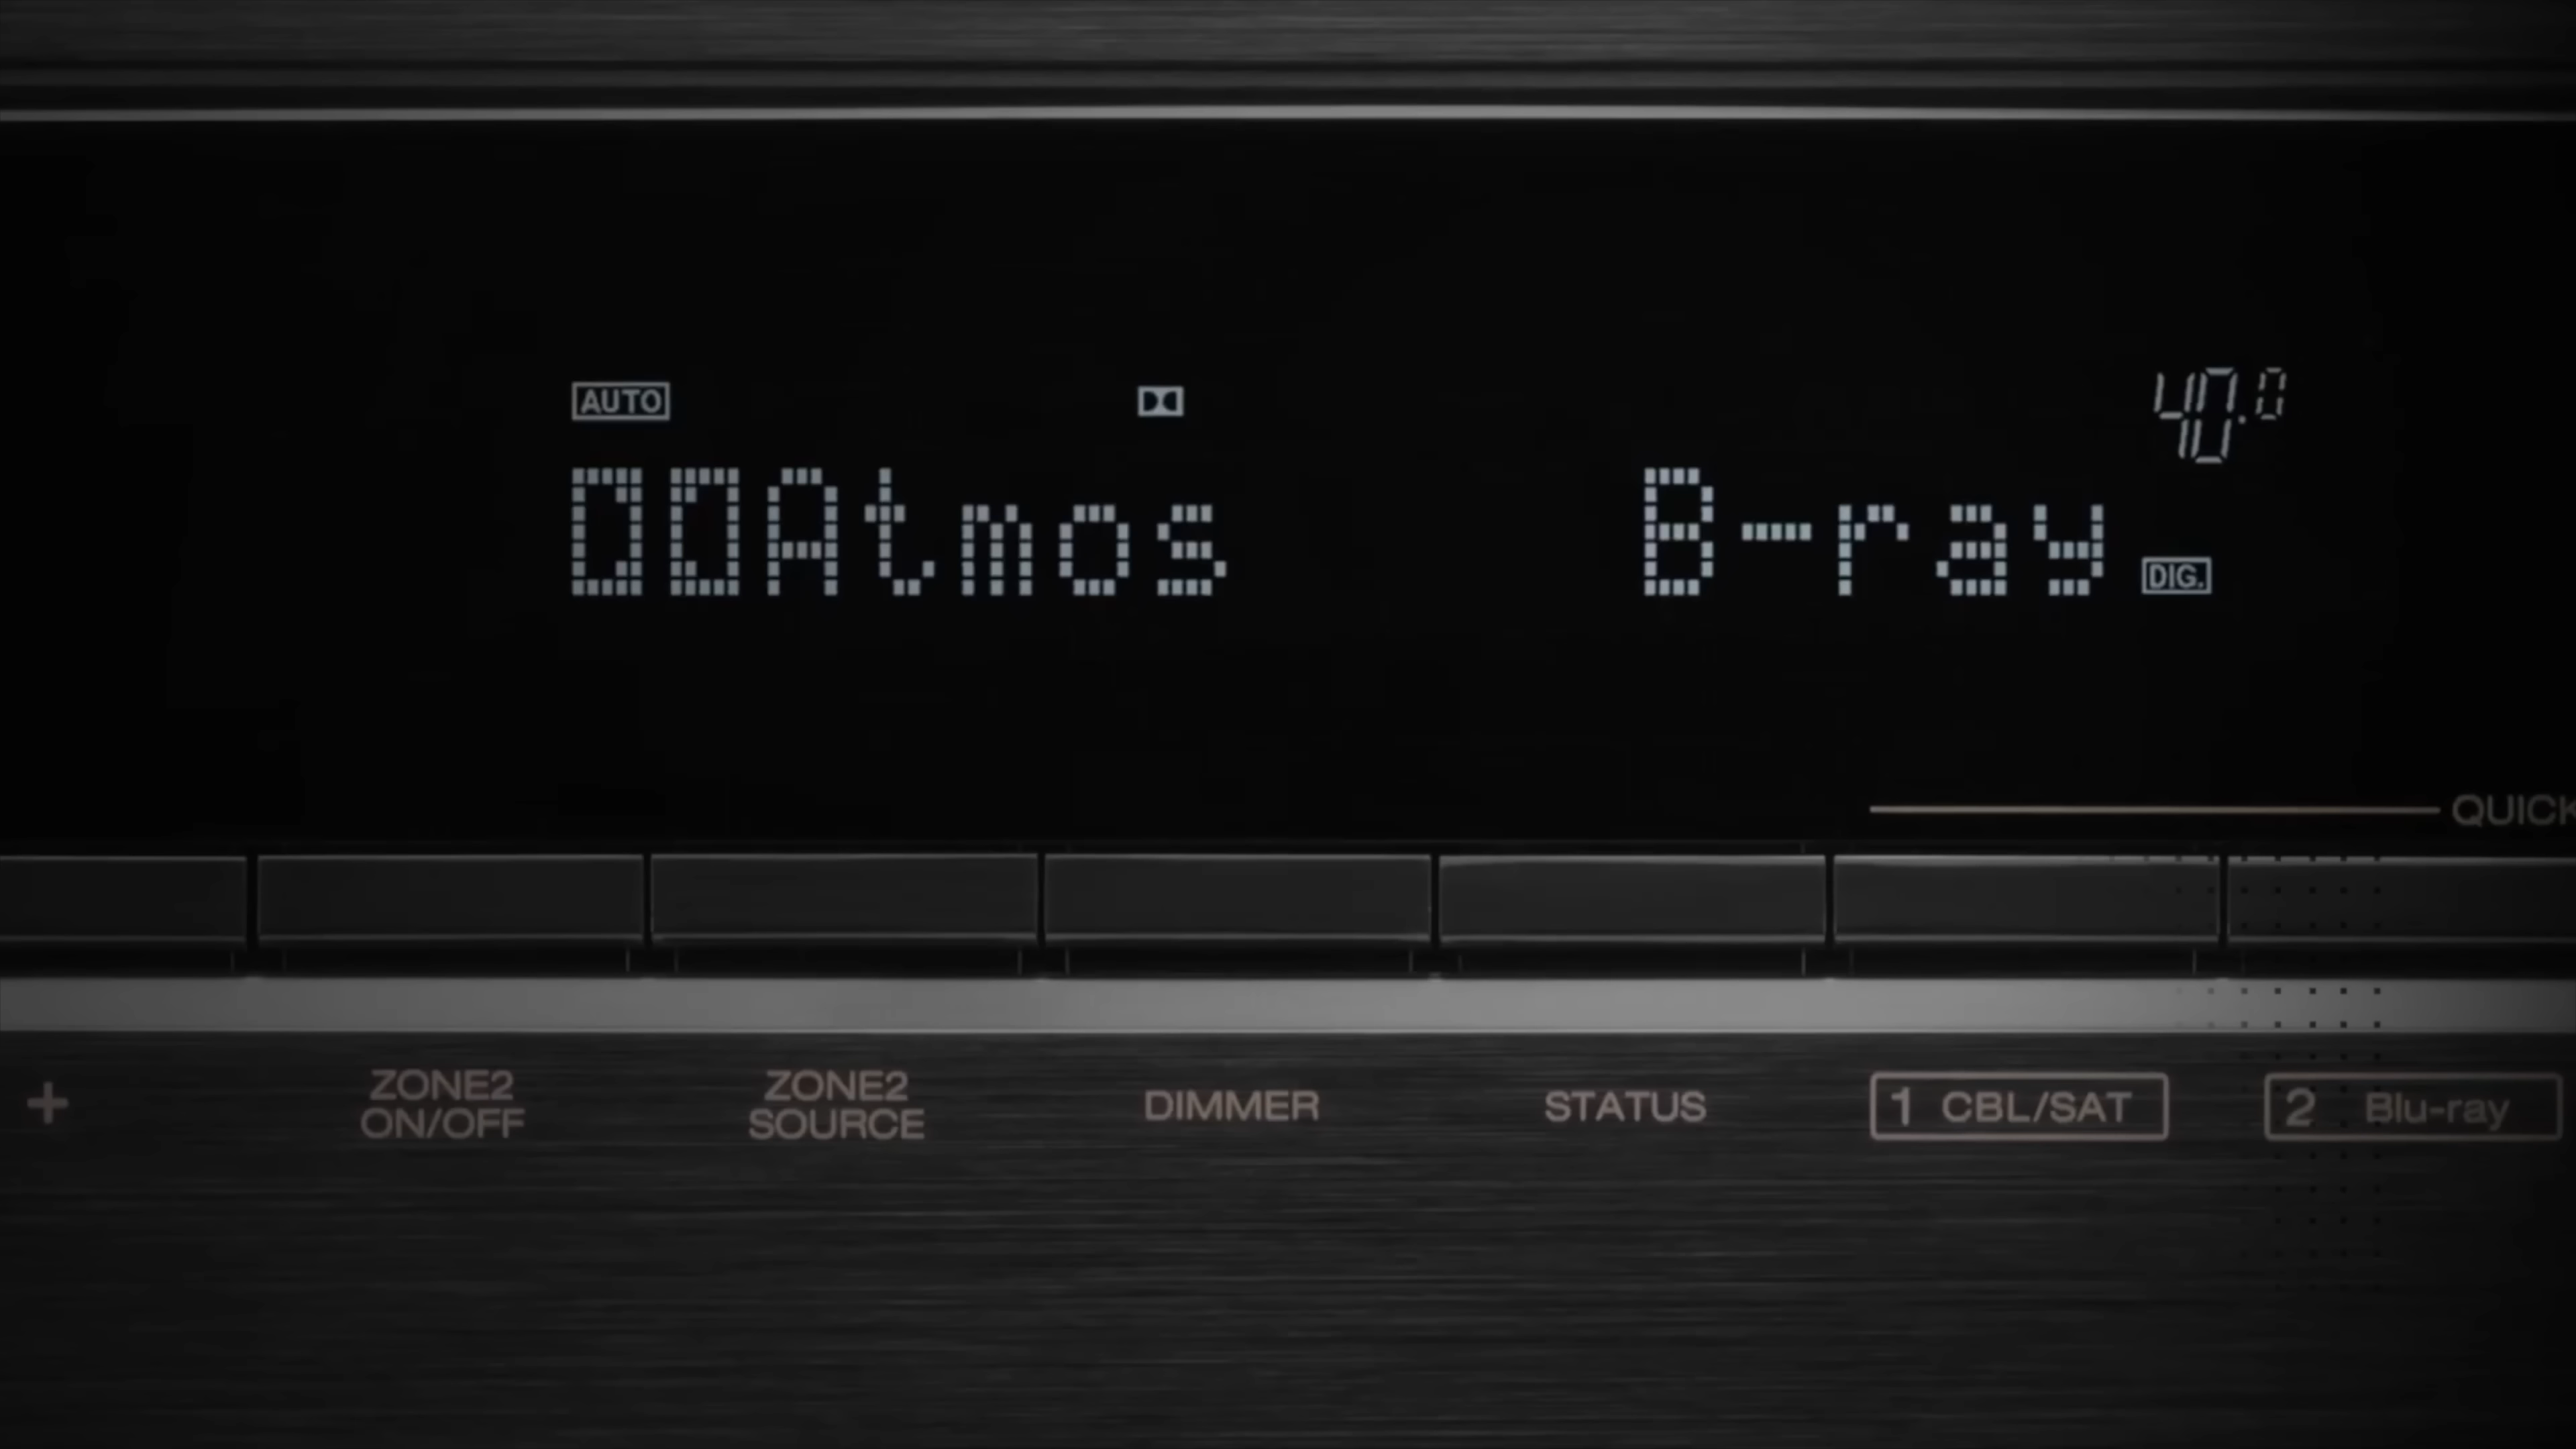 AUTO
40.0
Atmos
B-ray
DIG.
QUICK
+
ZONE2
ON/OFF
ZONE2
SOURCE
DIMMER
STATUS
1 CBL/SAT
2 Blu-ray